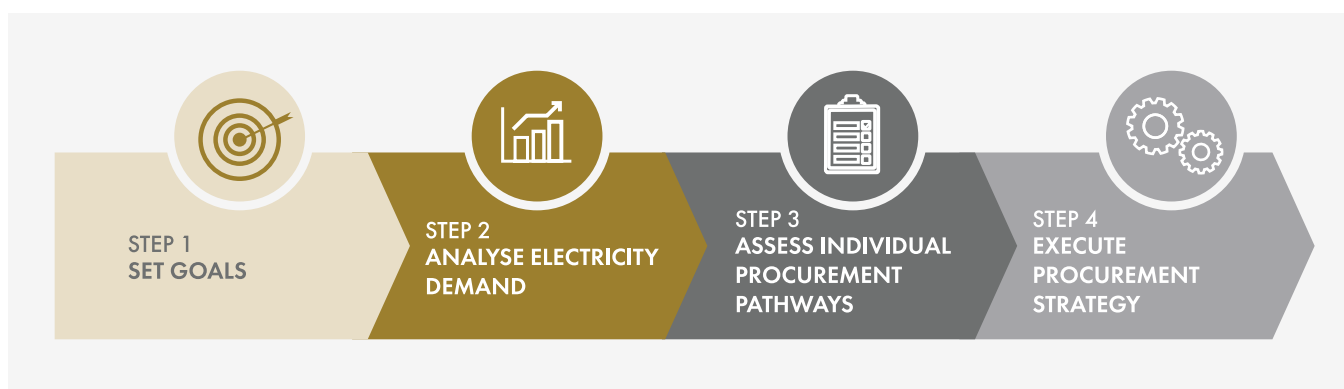 STEP 1
SET GOALS
STEP 2
ANALYSE ELECTRICITY
DEMAND
STEP 3
ASSESS INDIVIDUAL
PROCUREMENT
PATHWAYS
STEP 4
EXECUTE
PROCUREMENT
STRATEGY